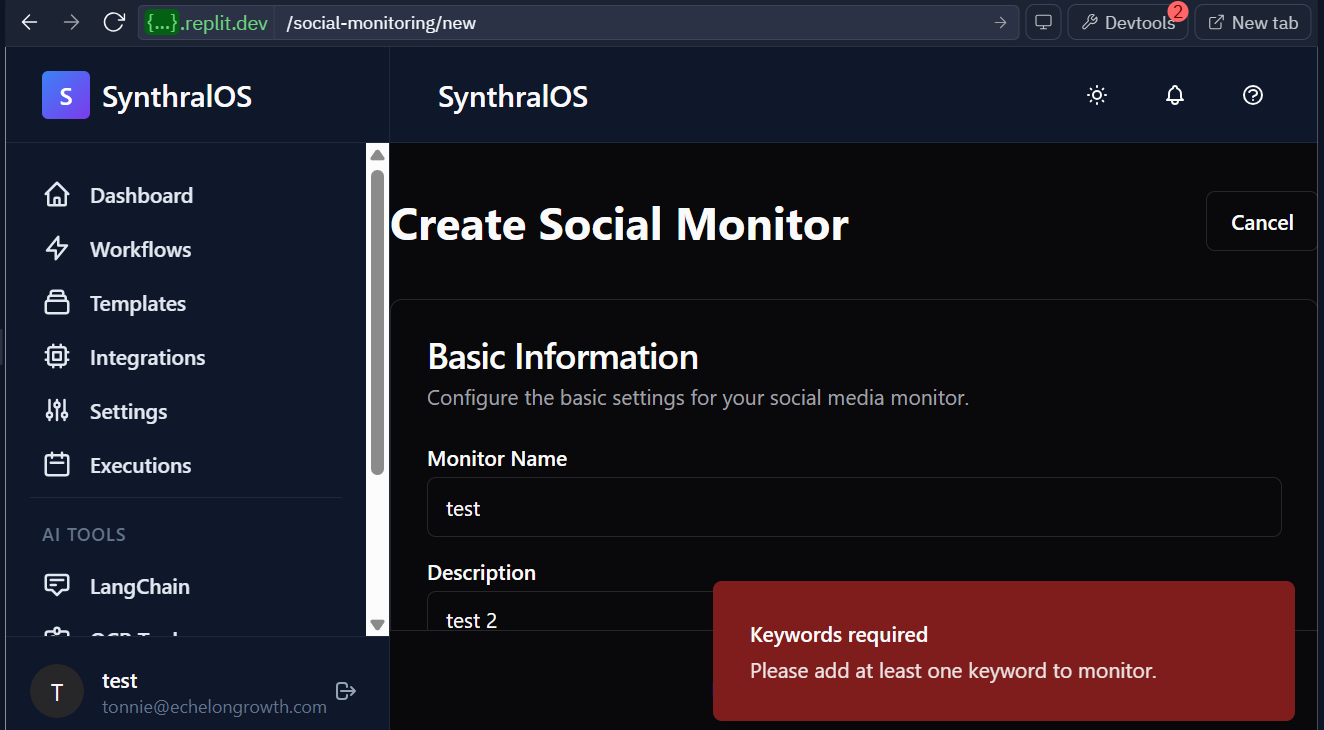 {...}.replit.dev /social-monitoring/new
Devtools
2
New tab
S
SynthralOS
SynthralOS
Dashboard
Workflows
Templates
Integrations
Settings
Executions
AI TOOLS
LangChain
T
test
tonnie@echelongrowth.com
Create Social Monitor
Cancel
Basic Information
Configure the basic settings for your social media monitor.
Monitor Name
test
Description
test 2
Keywords required
Please add at least one keyword to monitor.